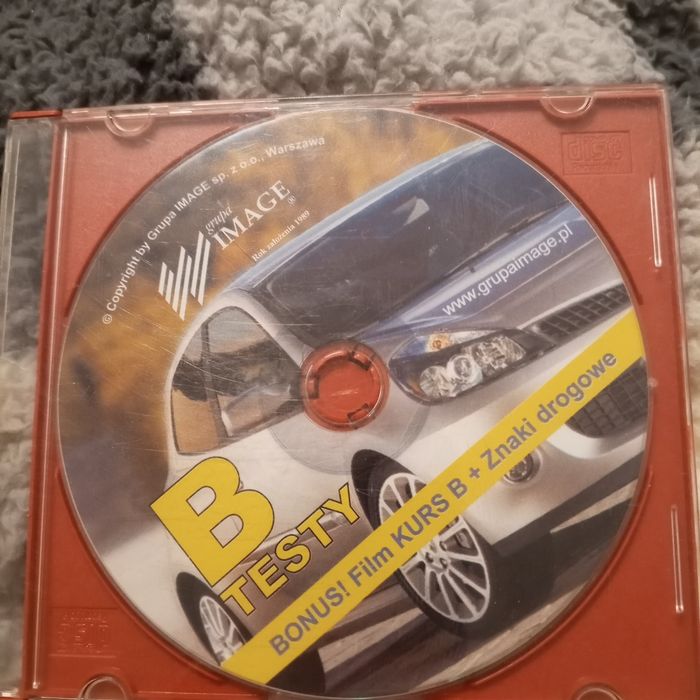 © Copyright by Grupa IMAGE sp. z o.o., Warszawa
grupa
IMAGE®
Rok założenia 1989
www.grupaimage.pl
B
TESTY
BONUS! Film KURS B + Znaki drogowe
disc